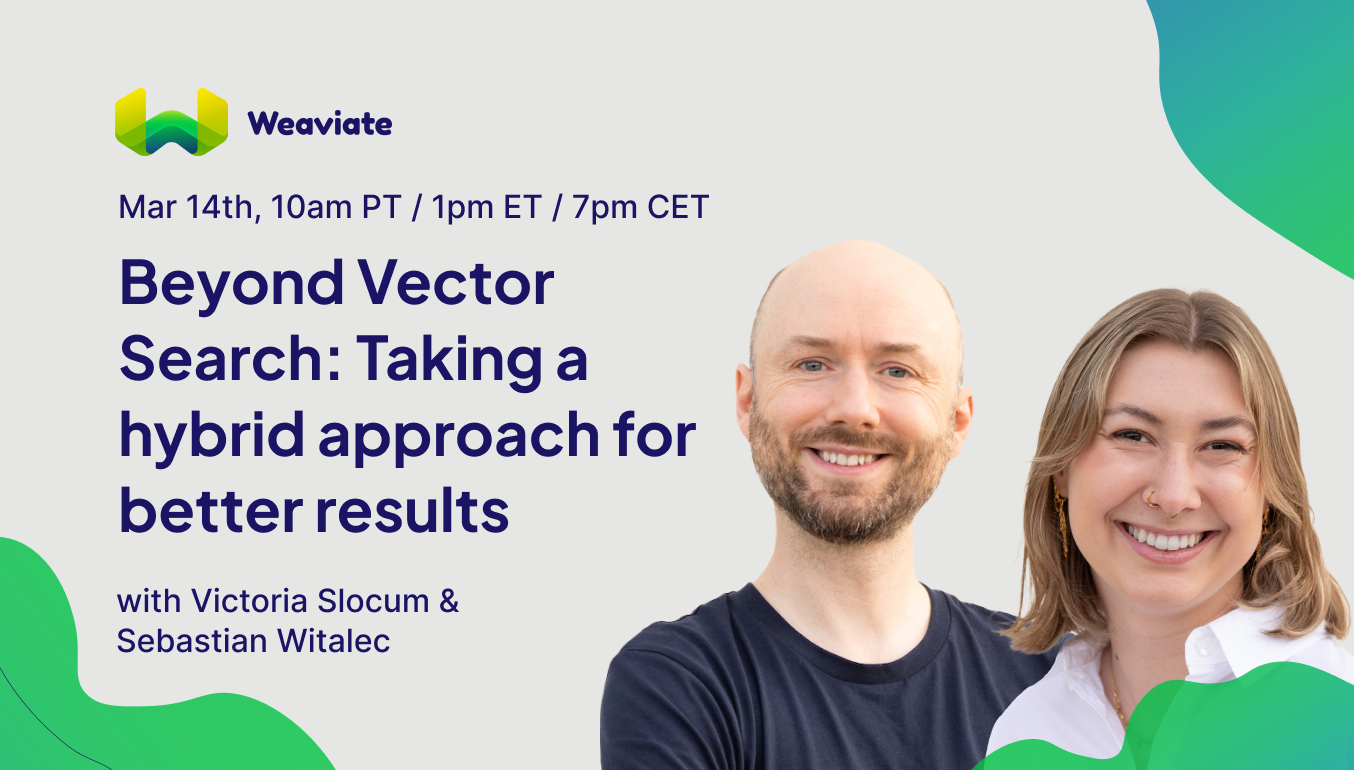 Weaviate
Mar 14th, 10am PT / 1pm ET / 7pm CET
Beyond Vector
Search: Taking a
hybrid approach for
better results
with Victoria Slocum &
Sebastian Witalec